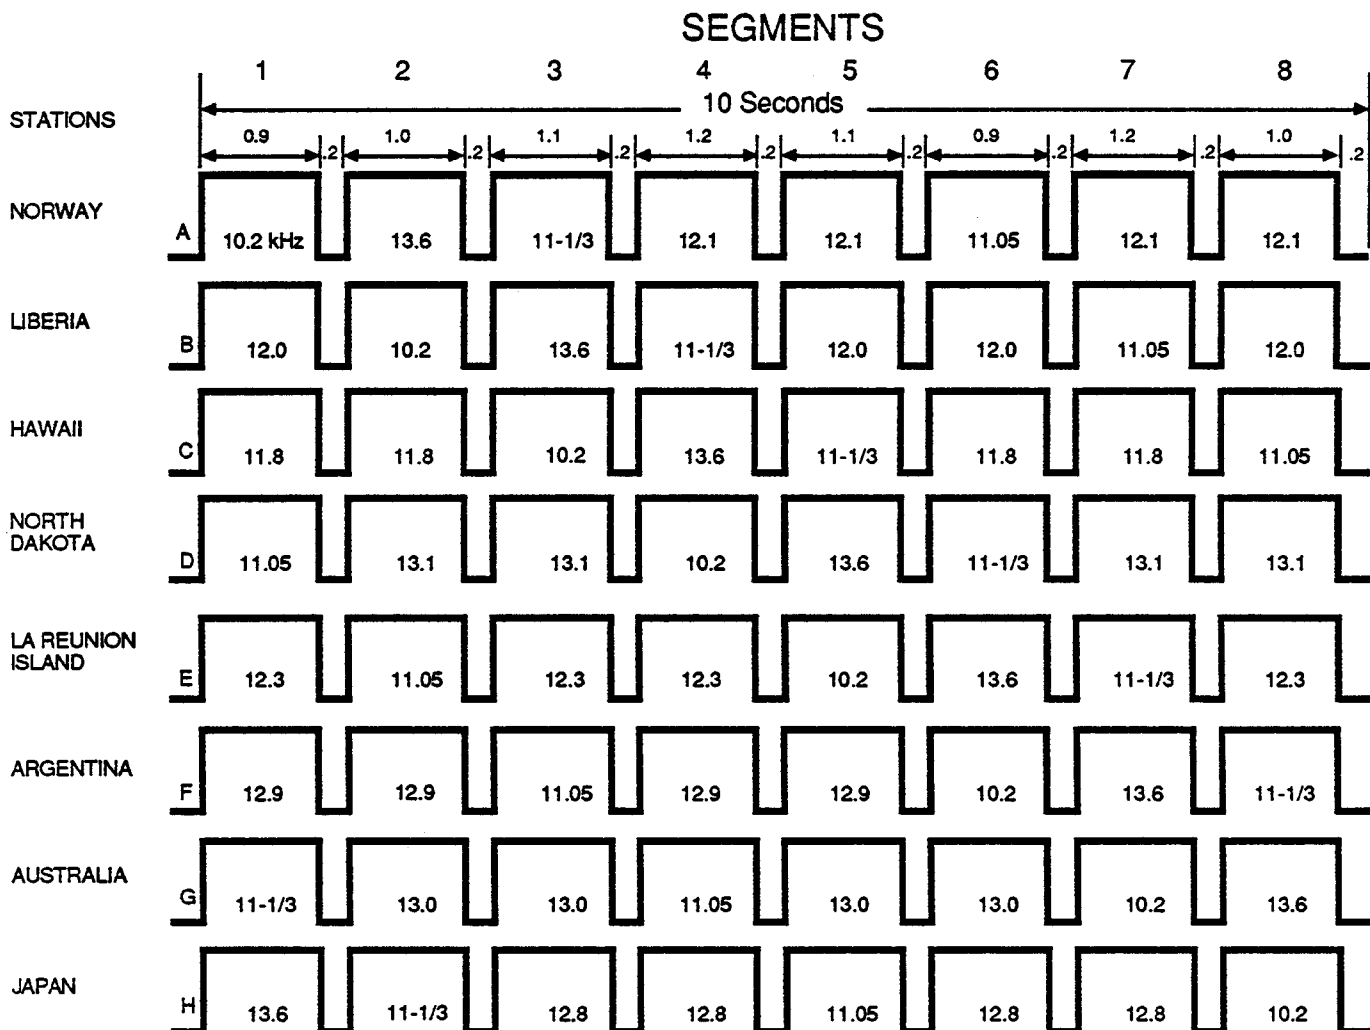 SEGMENTS
1 2 3 4 5 6 7 8
10 Seconds
STATIONS
0.9 .2 1.0 .2 1.1 .2 1.2 .2 1.1 .2 0.9 .2 1.2 .2 1.0 .2
NORWAY
A 10.2 kHz 13.6 11-1/3 12.1 12.1 11.05 12.1 12.1
LIBERIA
B 12.0 10.2 13.6 11-1/3 12.0 12.0 11.05 12.0
HAWAII
C 11.8 11.8 10.2 13.6 11-1/3 11.8 11.8 11.05
NORTH
DAKOTA
D 11.05 13.1 13.1 10.2 13.6 11-1/3 13.1 13.1
LA REUNION
ISLAND
E 12.3 11.05 12.3 12.3 10.2 13.6 11-1/3 12.3
ARGENTINA
F 12.9 12.9 11.05 12.9 12.9 10.2 13.6 11-1/3
AUSTRALIA
G 11-1/3 13.0 13.0 11.05 13.0 13.0 10.2 13.6
JAPAN
H 13.6 11-1/3 12.8 12.8 11.05 12.8 12.8 10.2